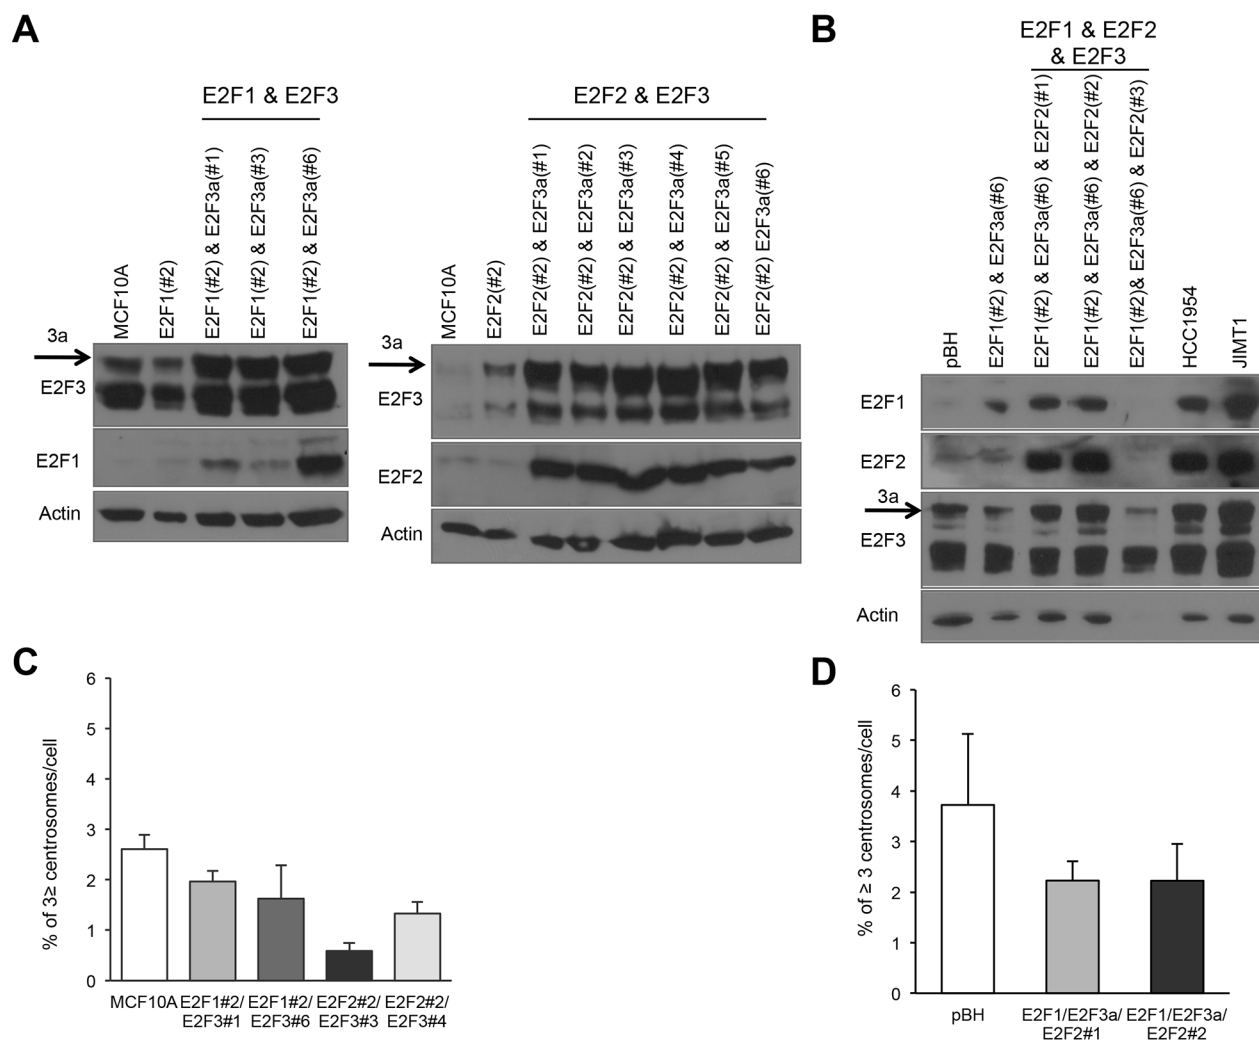 A
E2F1 & E2F3
MCF10A
E2F1(#2)
E2F1(#2) & E2F3a(#1)
E2F1(#2) & E2F3a(#3)
E2F1(#2) & E2F3a(#6)
3a
E2F3
E2F1
Actin
E2F2 & E2F3
MCF10A
E2F2(#2)
E2F2(#2) & E2F3a(#1)
E2F2(#2) & E2F3a(#2)
E2F2(#2) & E2F3a(#3)
E2F2(#2) & E2F3a(#4)
E2F2(#2) & E2F3a(#5)
E2F2(#2) E2F3a(#6)
3a
E2F3
E2F2
Actin
B
E2F1 & E2F2
& E2F3
pBH
E2F1(#2) & E2F3a(#6)
E2F1(#2) & E2F3a(#6) & E2F2(#1)
E2F1(#2) & E2F3a(#6) & E2F2(#2)
E2F1(#2)& E2F3a(#6) & E2F2(#3)
HCC1954
JIMT1
E2F1
E2F2
3a
E2F3
Actin
C
% of 3≥ centrosomes/cell
6
5
4
3
2
1
0
MCF10A
E2F1#2/
E2F3#1
E2F1#2/
E2F3#6
E2F2#2/
E2F3#3
E2F2#2/
E2F3#4
D
% of ≥ 3 centrosomes/cell
6
5
4
3
2
1
0
pBH
E2F1/E2F3a/
E2F2#1
E2F1/E2F3a/
E2F2#2